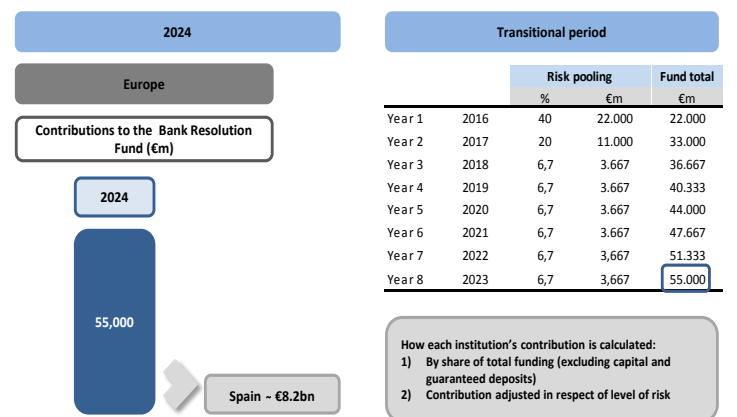 2024
Europe
Contributions to the Bank Resolution
Fund (€m)
2024
55,000
Spain ~ €8.2bn
Transitional period
Risk pooling Fund total
% €m €m
Year 1 2016 40 22.000 22.000
Year 2 2017 20 11.000 33.000
Year 3 2018 6,7 3.667 36.667
Year 4 2019 6,7 3.667 40.333
Year 5 2020 6,7 3.667 44.000
Year 6 2021 6,7 3.667 47.667
Year 7 2022 6,7 3,667 51.333
Year 8 2023 6,7 3,667 55.000
How each institution's contribution is calculated:
1) By share of total funding (excluding capital and
guaranteed deposits)
2) Contribution adjusted in respect of level of risk